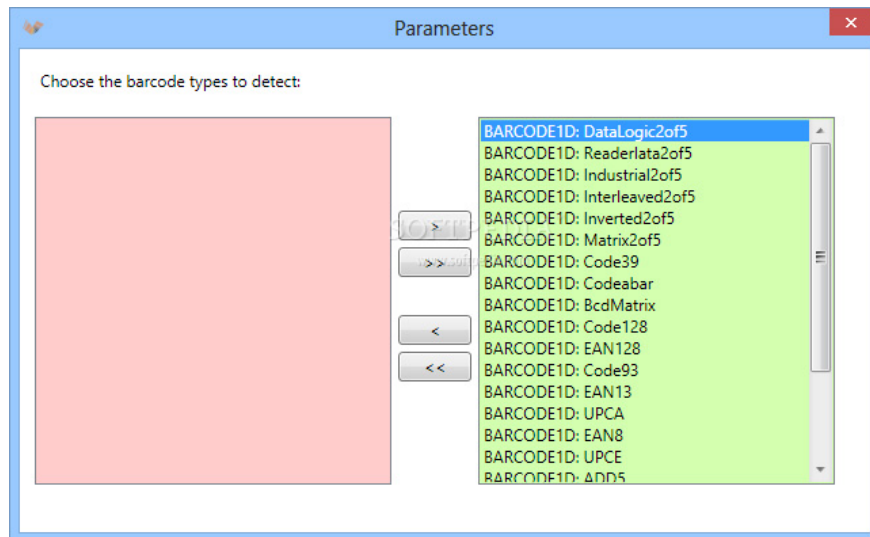 Parameters
Choose the barcode types to detect:
BARCODE1D: DataLogic2of5
BARCODE1D: Readerlata2of5
BARCODE1D: Industrial2of5
BARCODE1D: Interleaved2of5
BARCODE1D: Inverted2of5
BARCODE1D: Matrix2of5
BARCODE1D: Code39
BARCODE1D: Codeabar
BARCODE1D: BcdMatrix
BARCODE1D: Code128
BARCODE1D: EAN128
BARCODE1D: Code93
BARCODE1D: EAN13
BARCODE1D: UPCA
BARCODE1D: EAN8
BARCODE1D: UPCE
BARCODE1D: ADD5
>
>>
<
<<
SOFTPEDIA